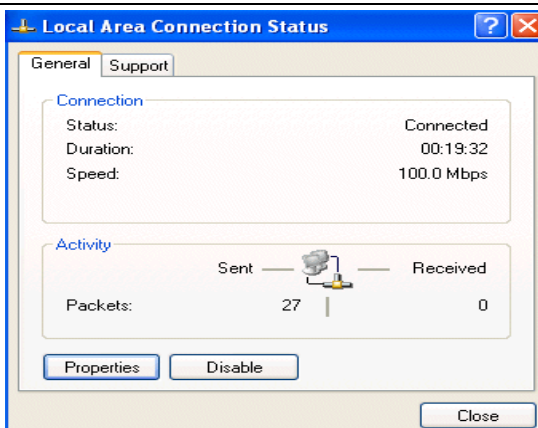 Local Area Connection Status
General Support
Connection
Status: Connected
Duration: 00:19:32
Speed: 100.0 Mbps
Activity
Sent Received
Packets: 27 0
Properties Disable
Close